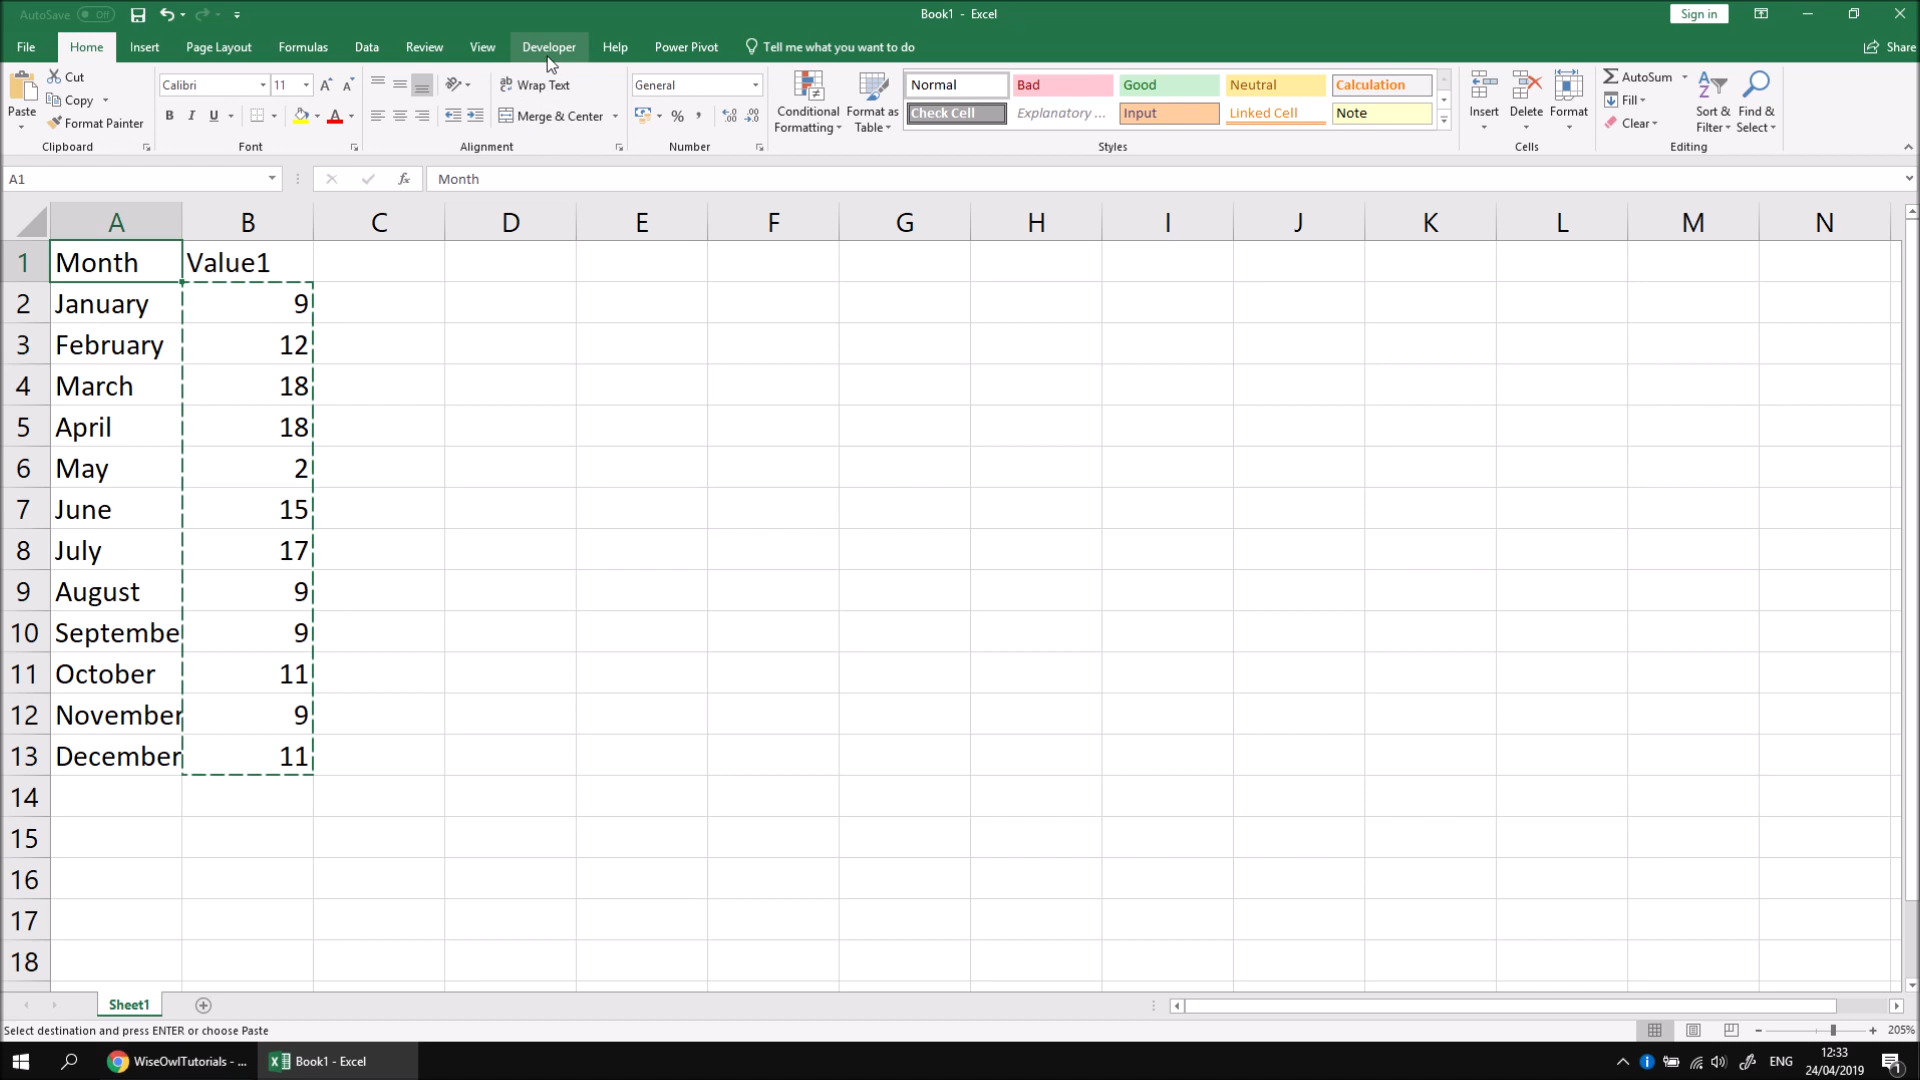 AutoSave Off
Book1 - Excel
Sign in
File Home Insert Page Layout Formulas Data Review View Developer Help Power Pivot Tell me what you want to do Share
Paste
Cut
Copy
Format Painter
Clipboard
Calibri 11
B I U A
Font
Wrap Text
Merge & Center
Alignment
General
%
Number
Conditional Formatting
Format as Table
Normal Bad Good Neutral Calculation
Check Cell Explanatory ... Input Linked Cell Note
Styles
Insert Delete Format
Cells
AutoSum
Fill
Clear
Sort & Filter
Find & Select
Editing
A1 fx Month
A B C D E F G H I J K L M N
1 Month Value1
2 January 9
3 February 12
4 March 18
5 April 18
6 May 2
7 June 15
8 July 17
9 August 9
10 Septembe 9
11 October 11
12 November 9
13 December 11
14
15
16
17
18
Sheet1
Select destination and press ENTER or choose Paste
205%
WiseOwlTutorials - ...
Book1 - Excel
ENG
12:33
24/04/2019
1